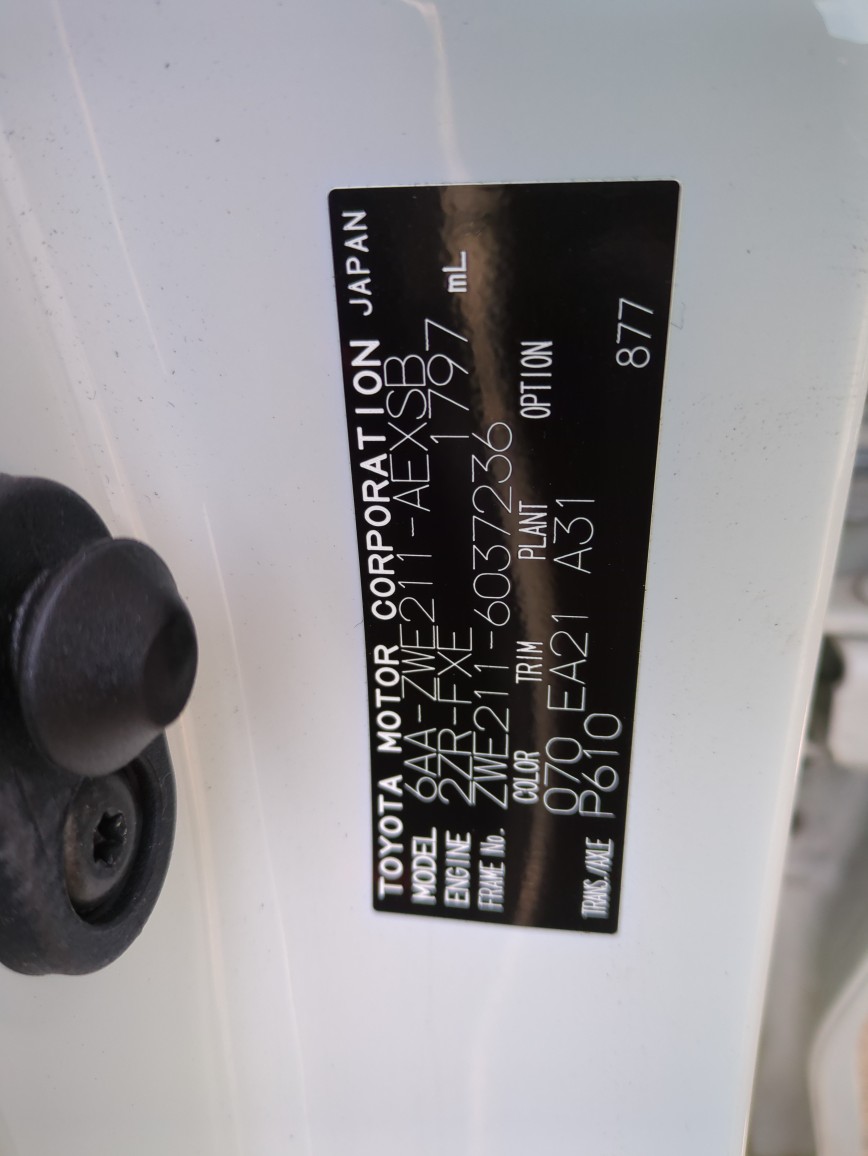 TOYOTA MOTOR CORPORATION JAPAN
MODEL 6AA-ZWE211-AEXSB
ENGINE 2ZR-FXE 1797 mL
FRAME No. ZWE211-6037236
COLOR TRIM PLANT OPTION
070 EA21 A31
TRANS./AXLE P610 877